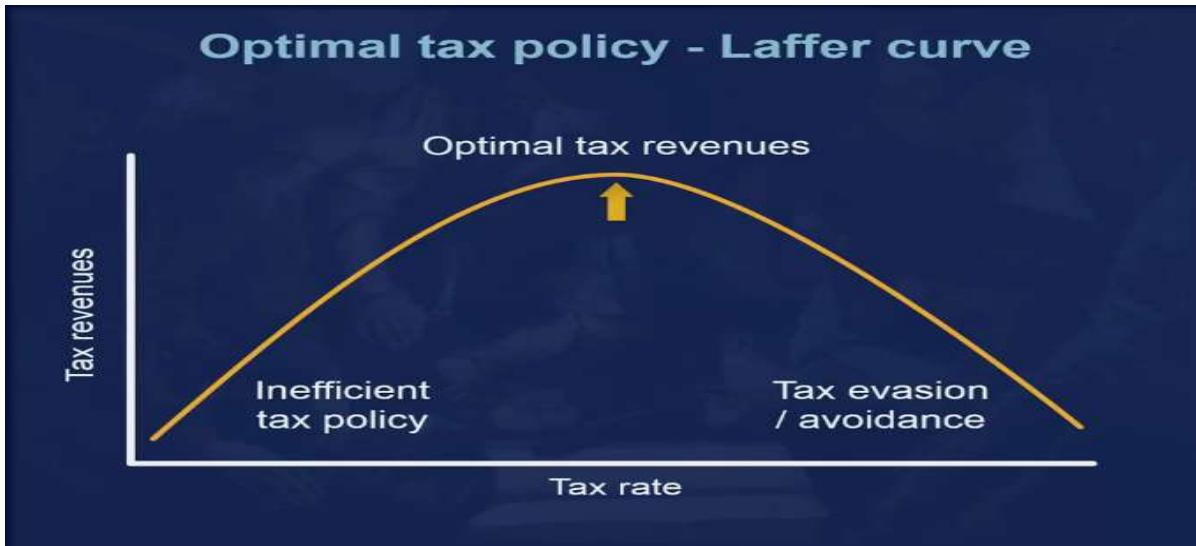 Optimal tax policy - Laffer curve
Optimal tax revenues
Tax revenues
Inefficient
tax policy
Tax evasion
/ avoidance
Tax rate